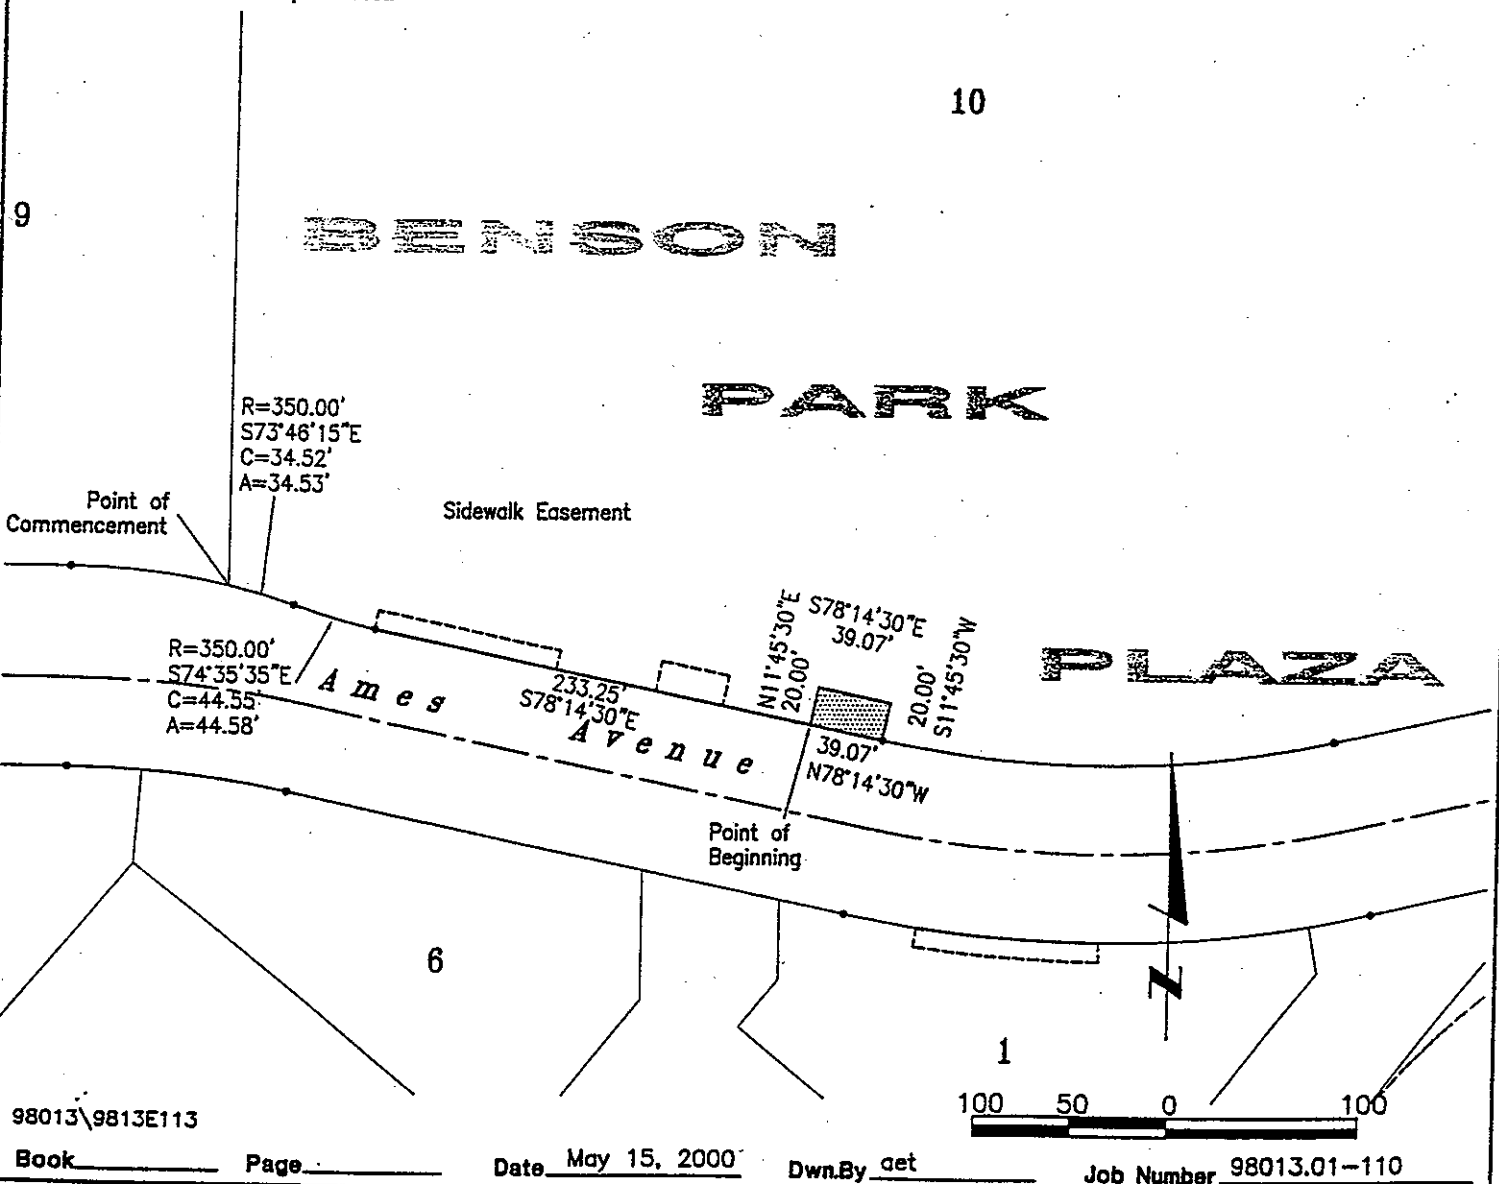 10
9
BENSON
PARK
R=350.00'
S73°46'15"E
C=34.52'
A=34.53'
Point of
Commencement
Sidewalk Easement
N11°45'30"E
20.00'
S78°14'30"E
39.07'
20.00'
S11°45'30"W
PLAZA
R=350.00'
S74°35'35"E
C=44.55'
A=44.58'
Ames Avenue
233.25'
S78°14'30"E
39.07'
N78°14'30"W
Point of
Beginning
6
N
1
100 50 0 100
98013\9813E113
Book Page Date May 15, 2000 Dwn.By aet Job Number 98013.01-110